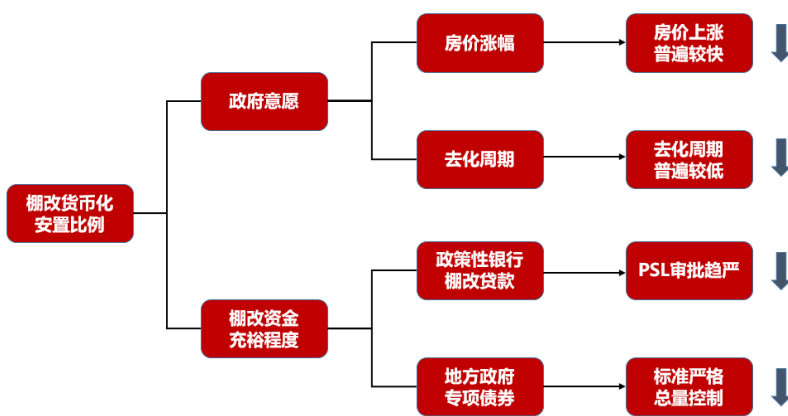 棚改货币化
安置比例
政府意愿
房价涨幅
房价上涨
普遍较快
去化周期
去化周期
普遍较低
棚改资金
充裕程度
政策性银行
棚改贷款
PSL审批趋严
地方政府
专项债券
标准严格
总量控制